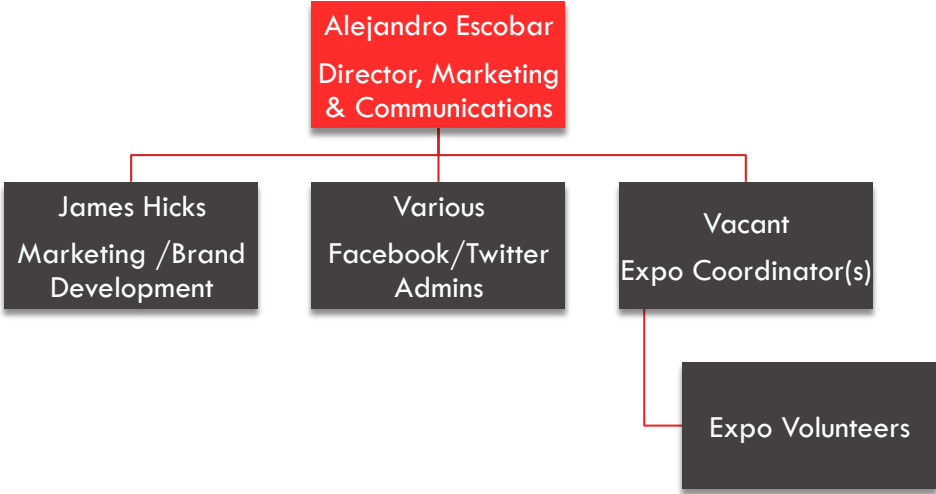 Alejandro Escobar
Director, Marketing
& Communications
James Hicks
Marketing /Brand
Development
Various
Facebook/Twitter
Admins
Vacant
Expo Coordinator(s)
Expo Volunteers